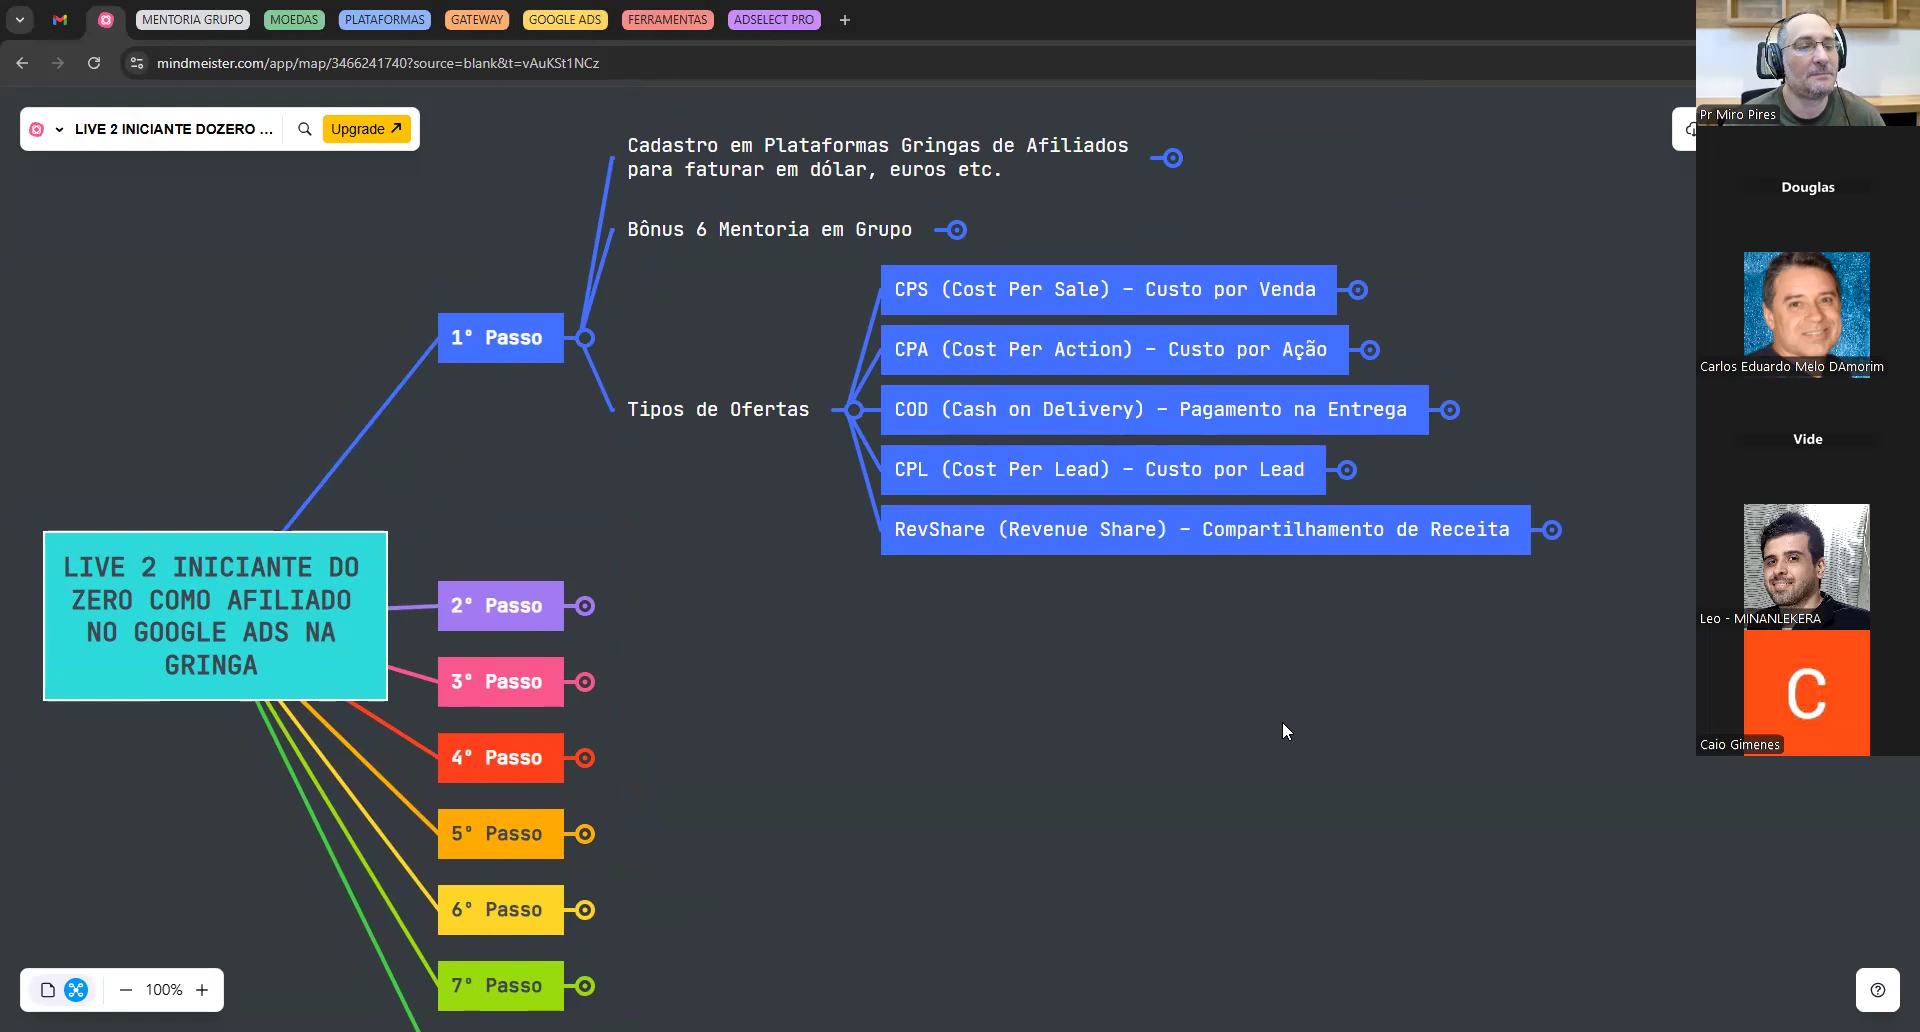 MENTORIA GRUPO
MOEDAS
PLATAFORMAS
GATEWAY
GOOGLE ADS
FERRAMENTAS
ADSELECT PRO
mindmeister.com/app/map/3466241740?source=blank&t=vAuKSt1NCz
LIVE 2 INICIANTE DOZERO ...
Upgrade
Cadastro em Plataformas Gringas de Afiliados
para faturar em dólar, euros etc.
Bônus 6 Mentoria em Grupo
1° Passo
Tipos de Ofertas
CPS (Cost Per Sale) – Custo por Venda
CPA (Cost Per Action) – Custo por Ação
COD (Cash on Delivery) – Pagamento na Entrega
CPL (Cost Per Lead) – Custo por Lead
RevShare (Revenue Share) – Compartilhamento de Receita
LIVE 2 INICIANTE DO
ZERO COMO AFILIADO
NO GOOGLE ADS NA
GRINGA
2° Passo
3° Passo
4° Passo
5° Passo
6° Passo
7° Passo
100%
Pr Miro Pires
Douglas
Carlos Eduardo Melo DAmorim
Vide
Leo - MINANLEKERA
C
Caio Gimenes